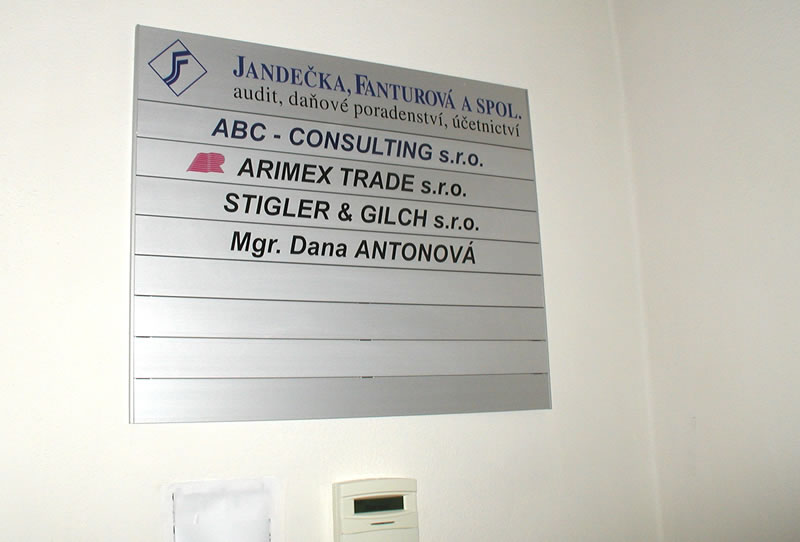 JANDEČKA, FANTUROVÁ A SPOL.
audit, daňové poradenství, účetnictví
ABC - CONSULTING s.r.o.
AR ARIMEX TRADE s.r.o.
STIGLER & GILCH s.r.o.
Mgr. Dana ANTONOVÁ